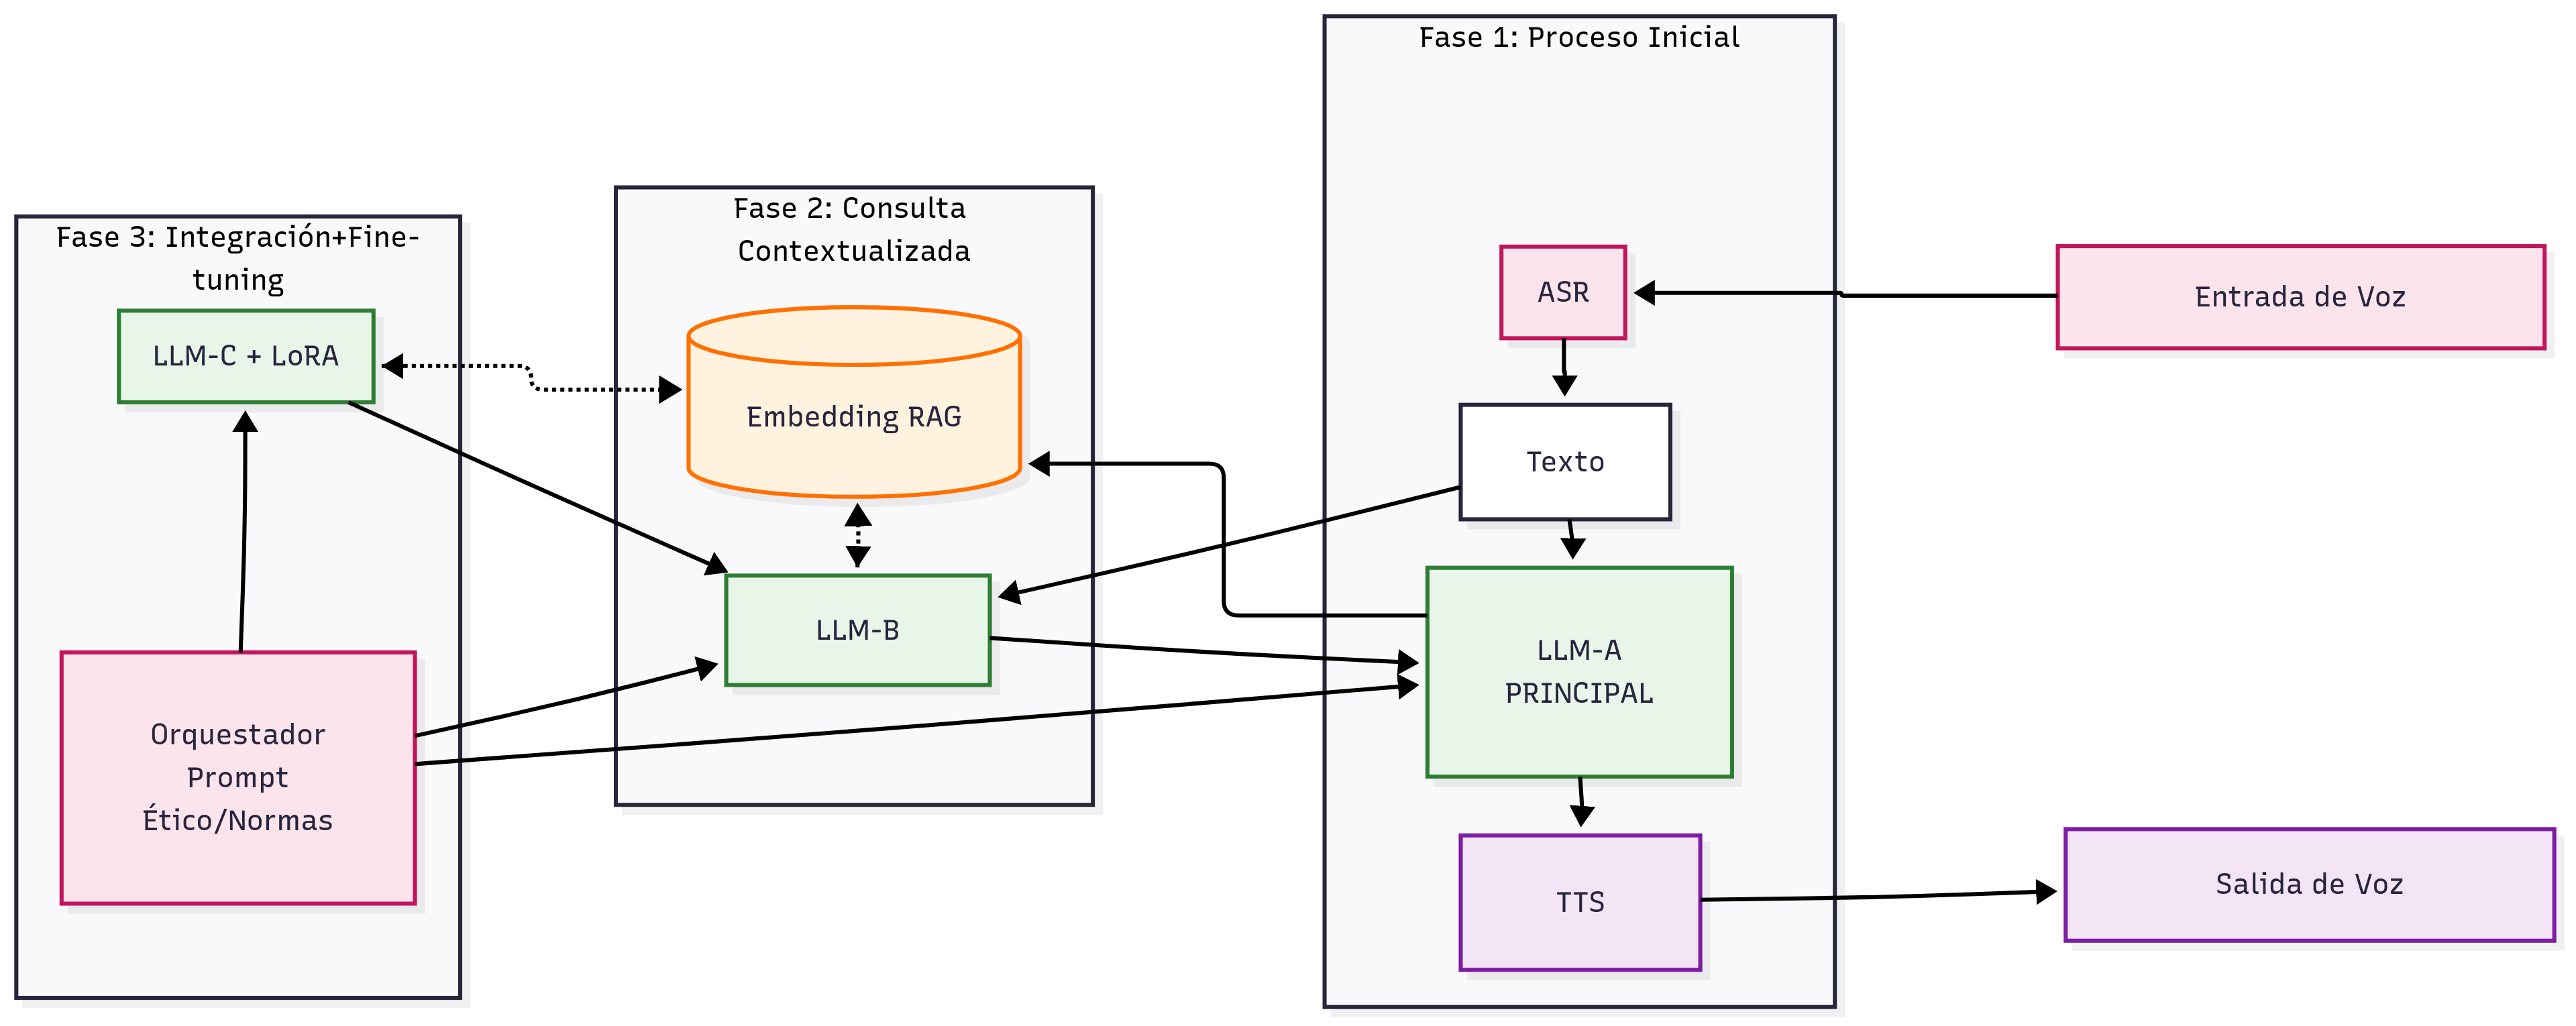 Fase 1: Proceso Inicial
Fase 2: Consulta
Contextualizada
Fase 3: Integración+Fine-
tuning
ASR
Entrada de Voz
LLM-C + LoRA
Embedding RAG
Texto
LLM-B
LLM-A
PRINCIPAL
Orquestador
Prompt
Ético/Normas
TTS
Salida de Voz